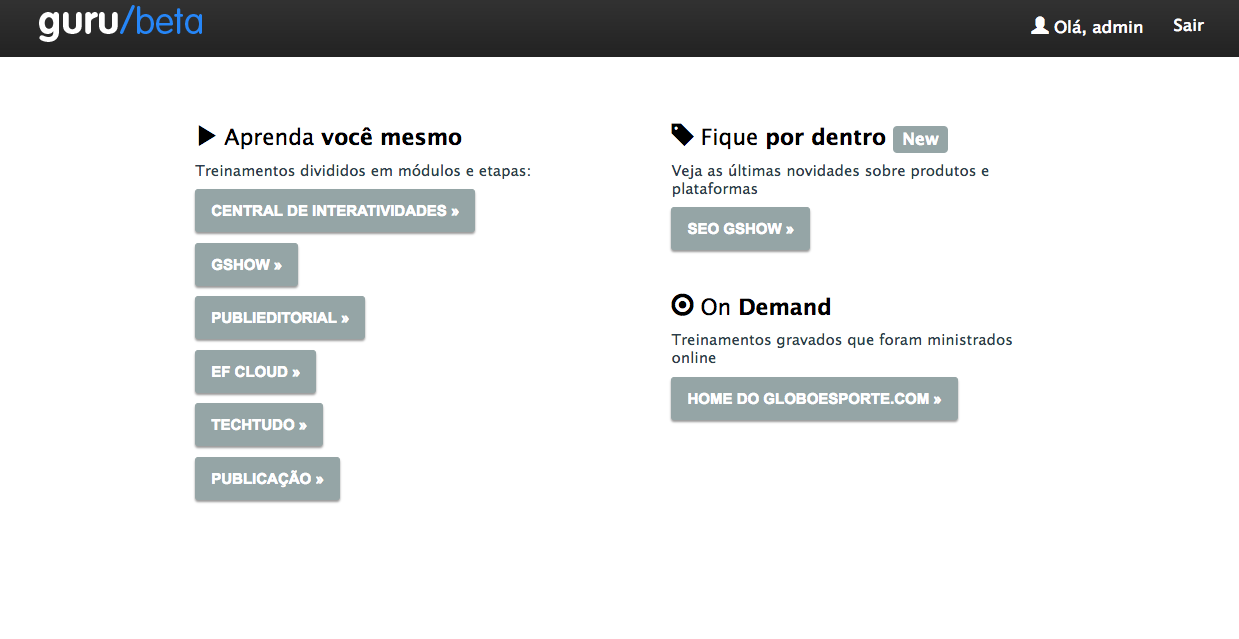 guru/beta
Olá, admin
Sair
Aprenda você mesmo
Treinamentos divididos em módulos e etapas:
CENTRAL DE INTERATIVIDADES »
GSHOW »
PUBLIEDITORIAL »
EF CLOUD »
TECHTUDO »
PUBLICAÇÃO »
Fique por dentro New
Veja as últimas novidades sobre produtos e
plataformas
SEO GSHOW »
On Demand
Treinamentos gravados que foram ministrados
online
HOME DO GLOBOESPORTE.COM »